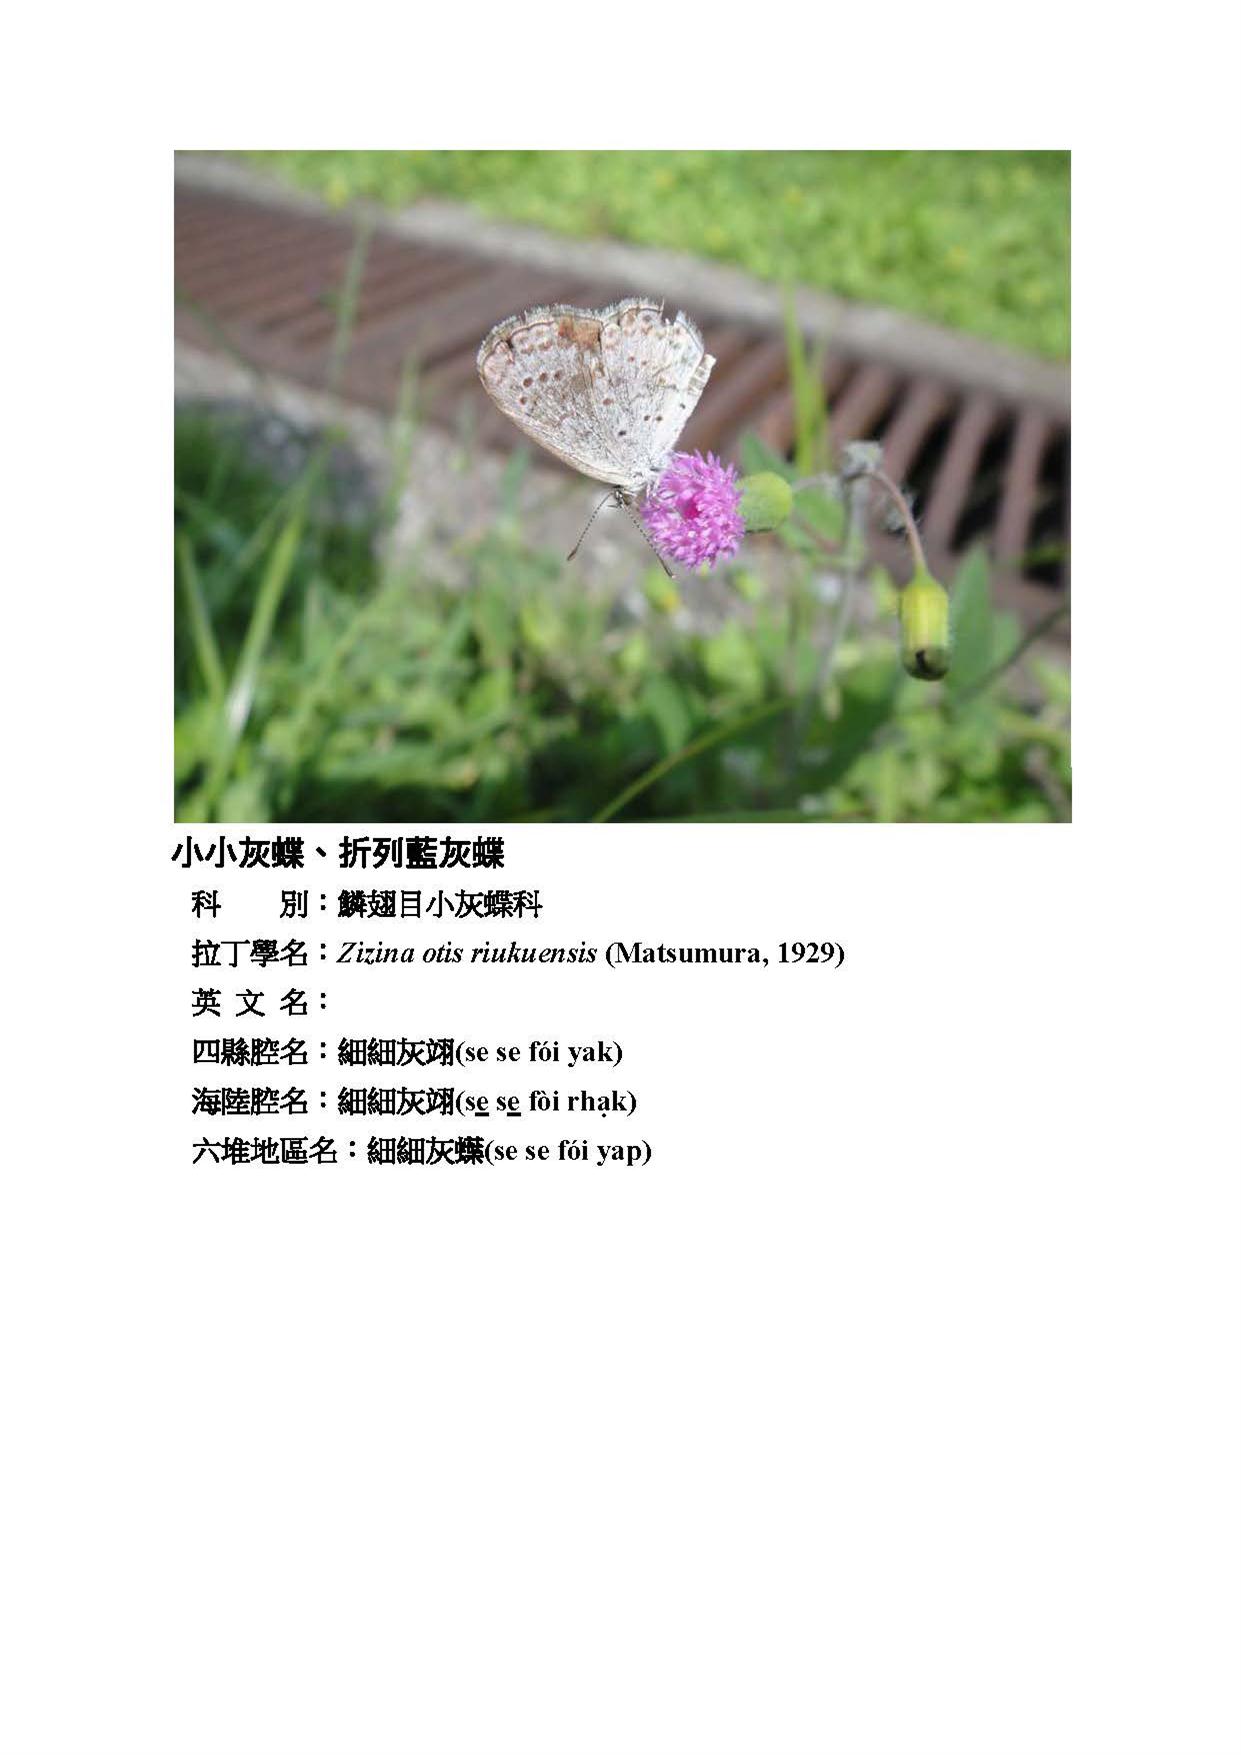 小小灰蝶、折列藍灰蝶
科　　別：鱗翅目小灰蝶科
拉丁學名：Zizina otis riukuensis (Matsumura, 1929)
英 文 名：
四縣腔名：細細灰翊(se se fói yak)
海陸腔名：細細灰翊(se̲ se̲ fòi rha̩k)
六堆地區名：細細灰蝶(se se fói yap)